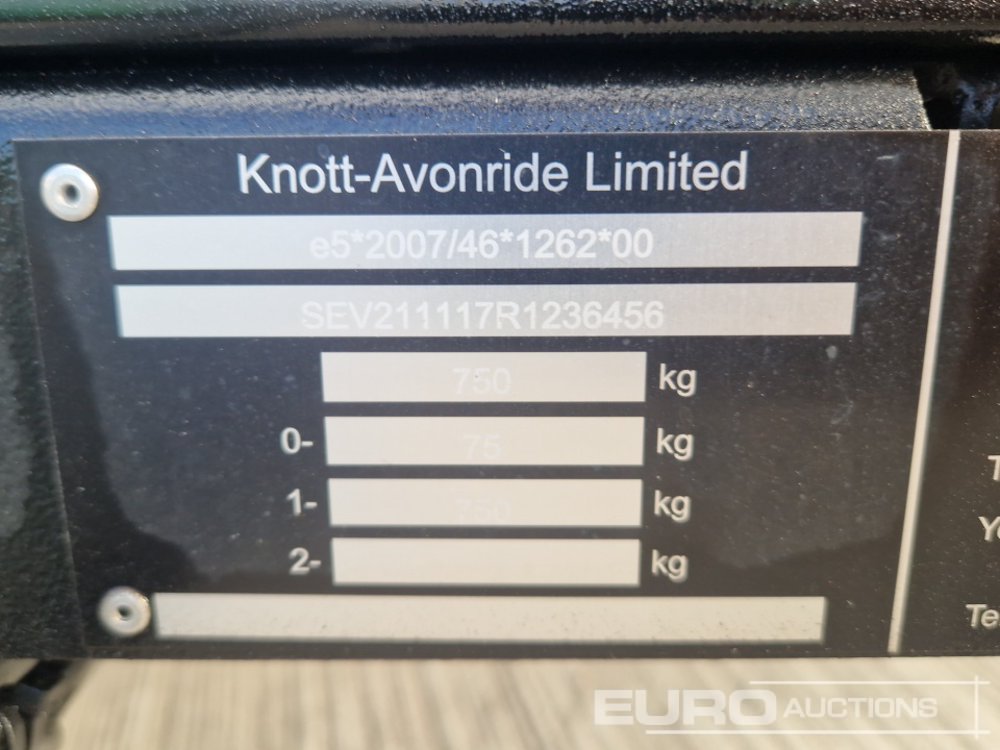 Knott-Avonride Limited
e5*2007/46*1262*00
SEV211117R1236456
750 kg
0- 75 kg
1- 750 kg
2- kg
EURO AUCTIONS